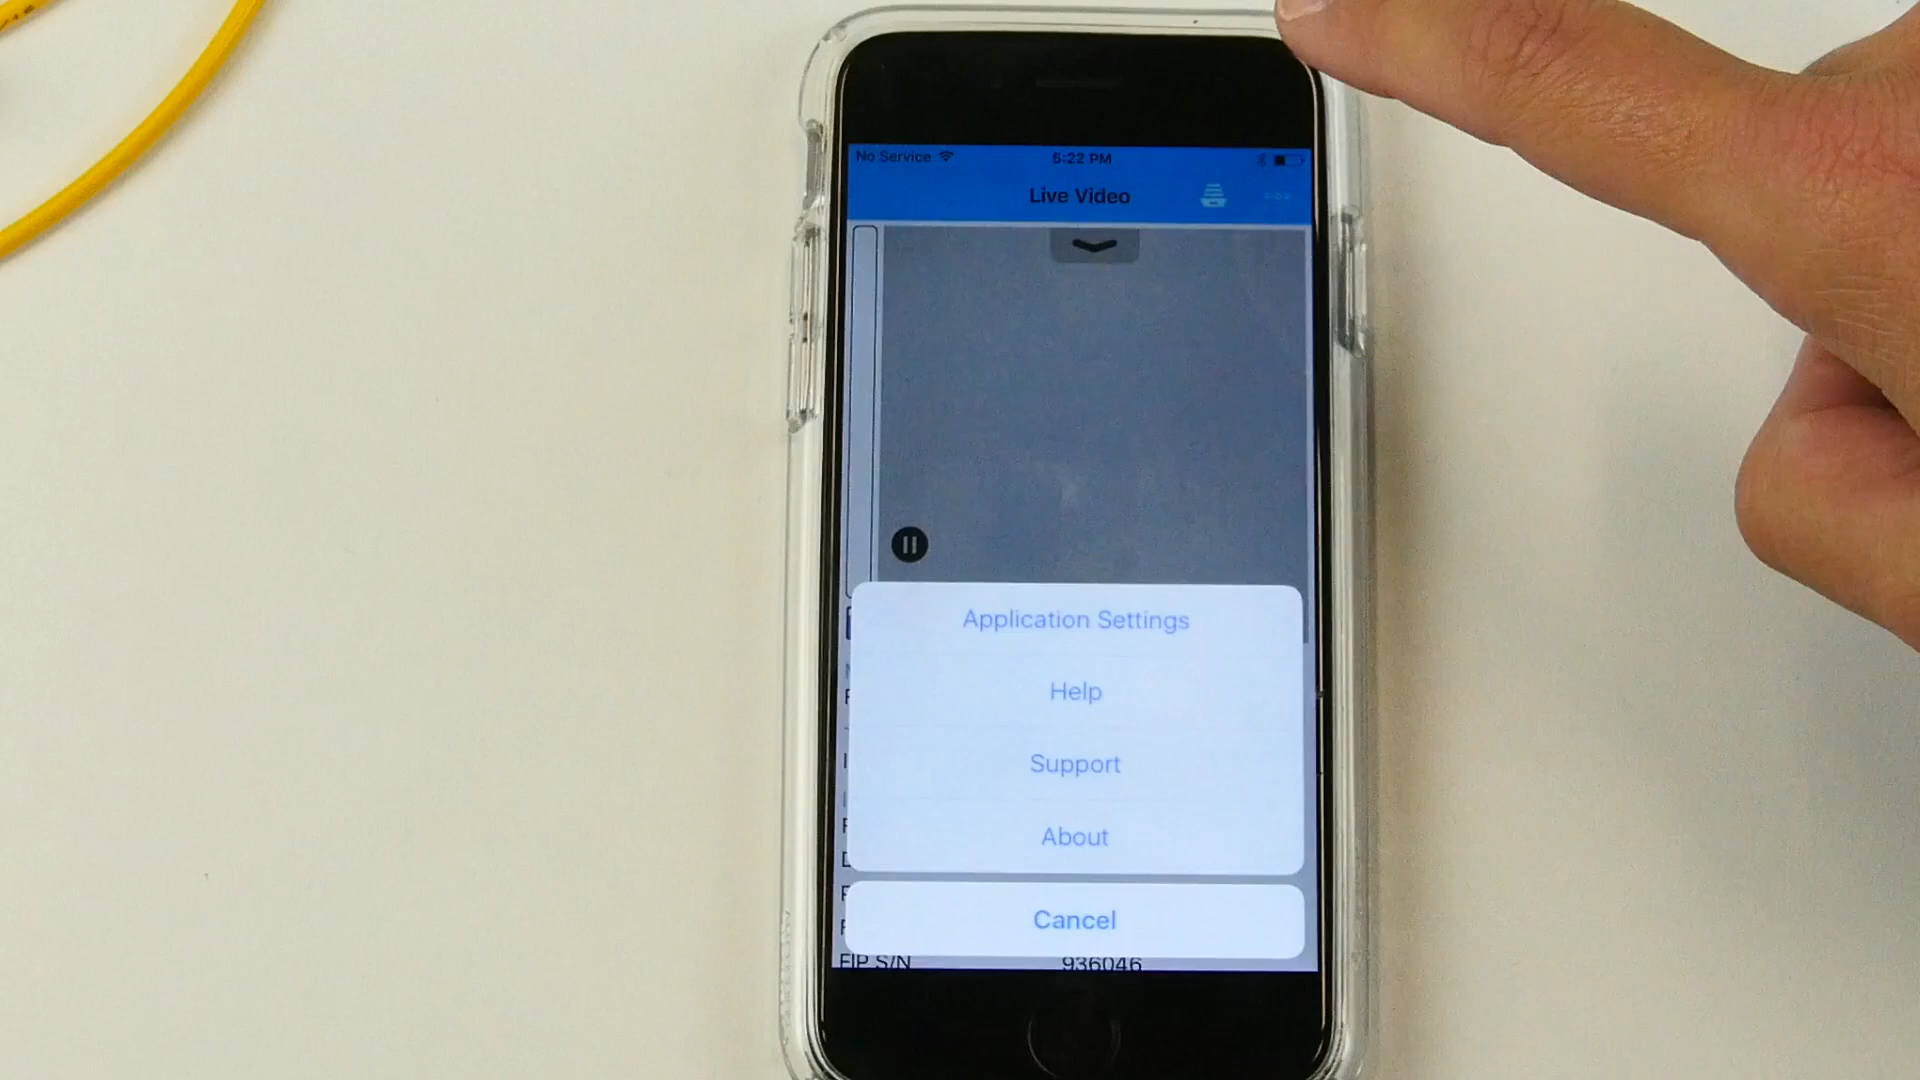 No Service 5:22 PM
Live Video
Application Settings
Help
Support
About
Cancel
FIP S/N 936046